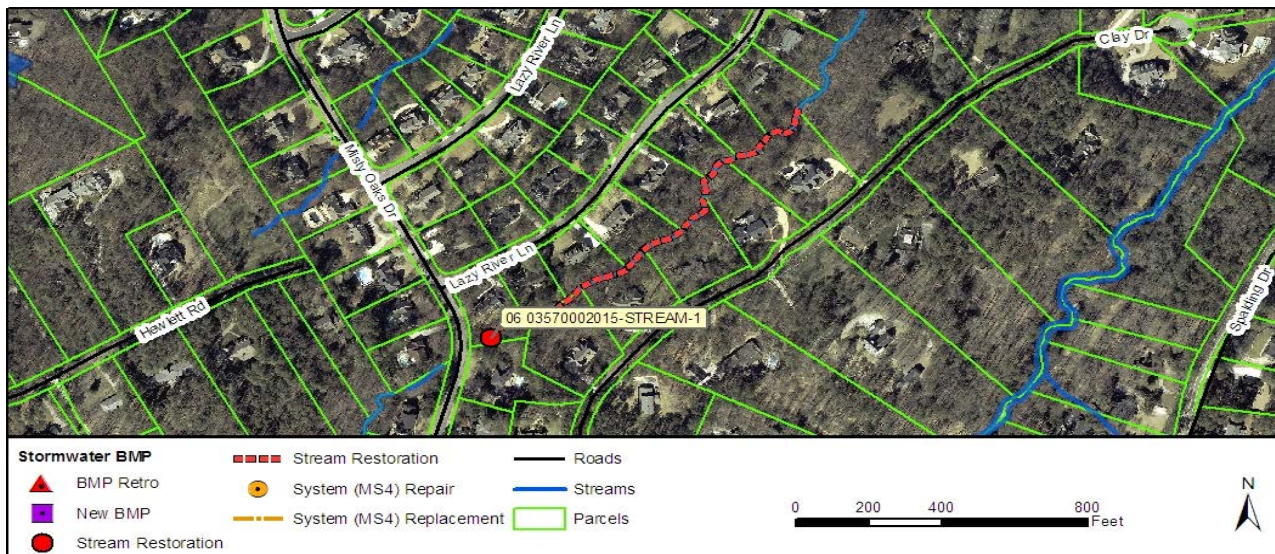 Clay Dr
Lazy River Ln
Misty Oaks Dr
Lazy River Ln
Hewlett Rd
Spalding Dr
06 03570002015-STREAM-1
Stormwater BMP
BMP Retro
New BMP
Stream Restoration
Stream Restoration
System (MS4) Repair
System (MS4) Replacement
Roads
Streams
Parcels
0 200 400 800
Feet
N